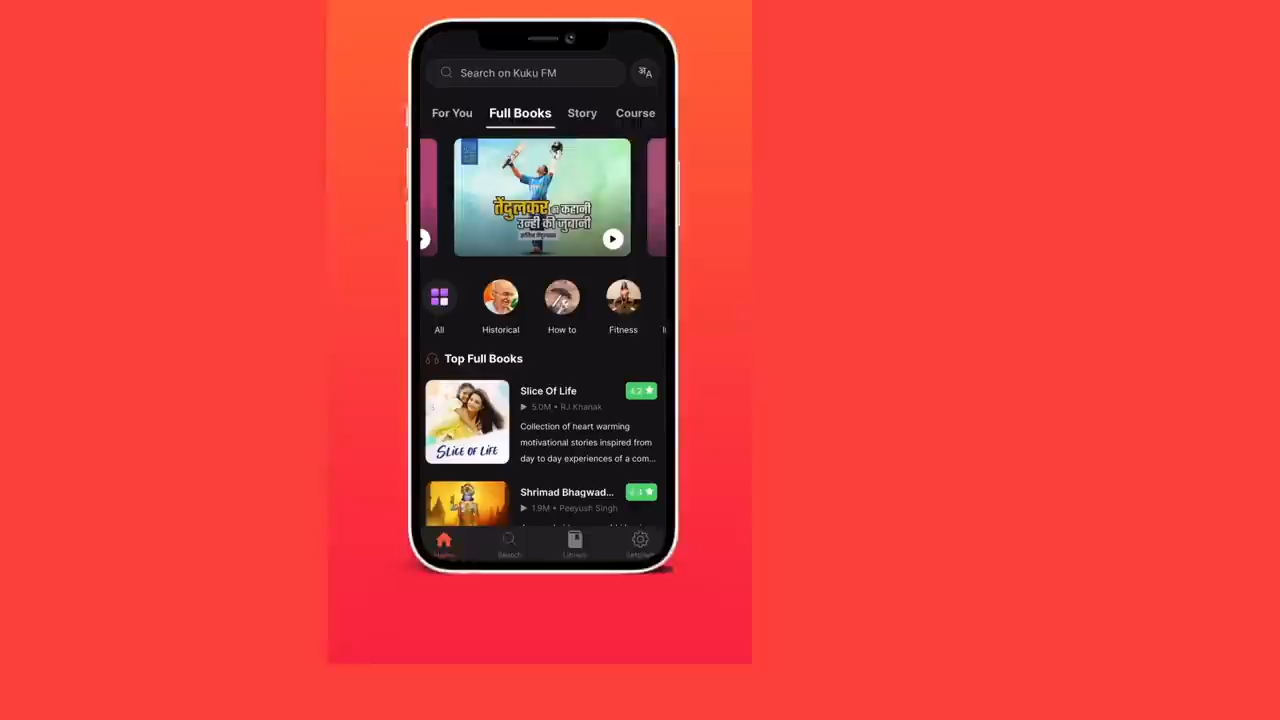 Search on Kuku FM
अA
For You Full Books Story Course
तेंदुलकर की कहानी
उन्हीं की ज़ुबानी
All Historical How to Fitness
Top Full Books
Slice Of Life 4.2
5.0M • RJ Khanak
Collection of heart warming
motivational stories inspired from
day to day experiences of a com...
SLICE OF LIFE
Shrimad Bhagwad...
1.9M • Peeyush Singh
Home Search Library Settings